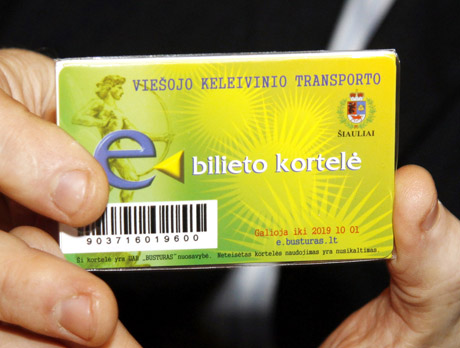 VIEŠOJO KELEIVINIO TRANSPORTO
ŠIAULIAI
e
bilieto kortelė
903716019600
Galioja iki 2019 10 01
e.busturas.lt
Ši kortelė yra UAB „BUSTURAS" nuosavybė. Neteisėtas kortelės naudojimas yra nusikaltimas.